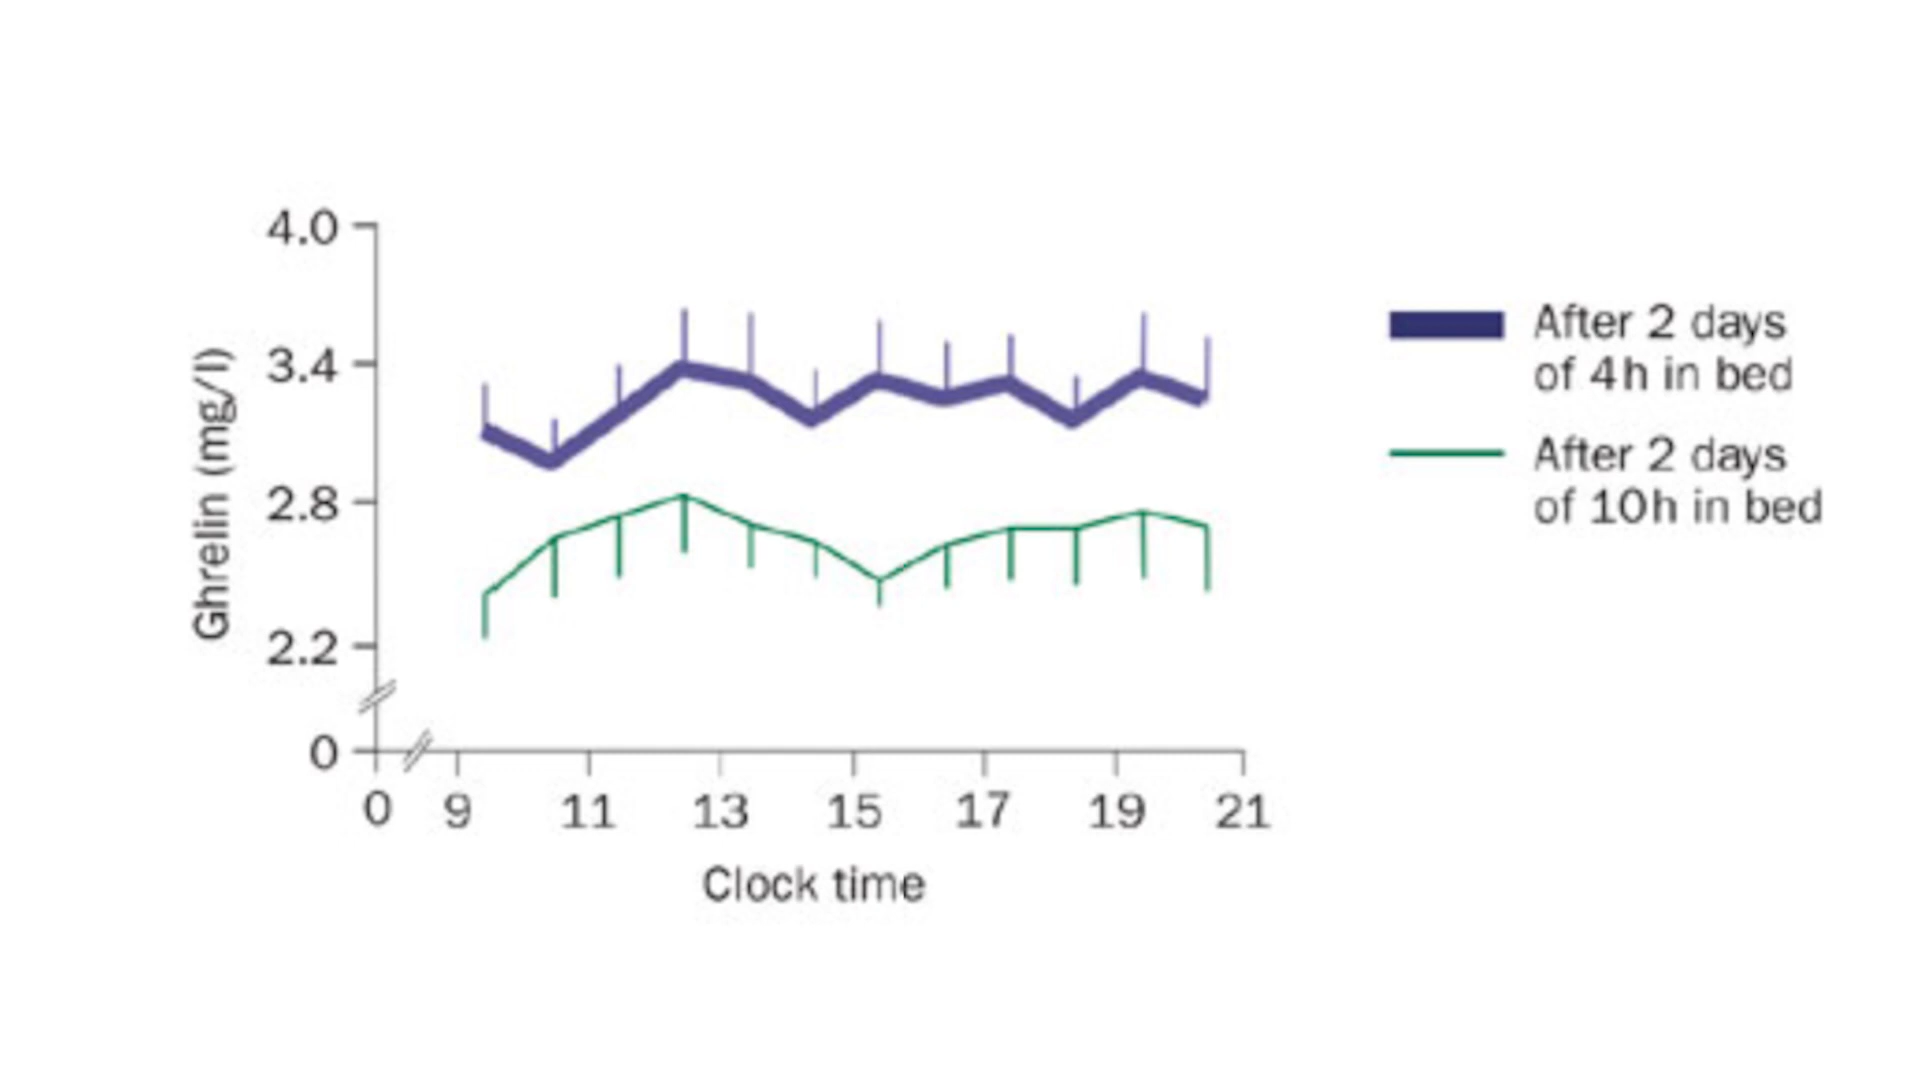 4.0
3.4
2.8
2.2
0
Ghrelin (mg/l)
0 9 11 13 15 17 19 21
Clock time
After 2 days
of 4h in bed
After 2 days
of 10h in bed